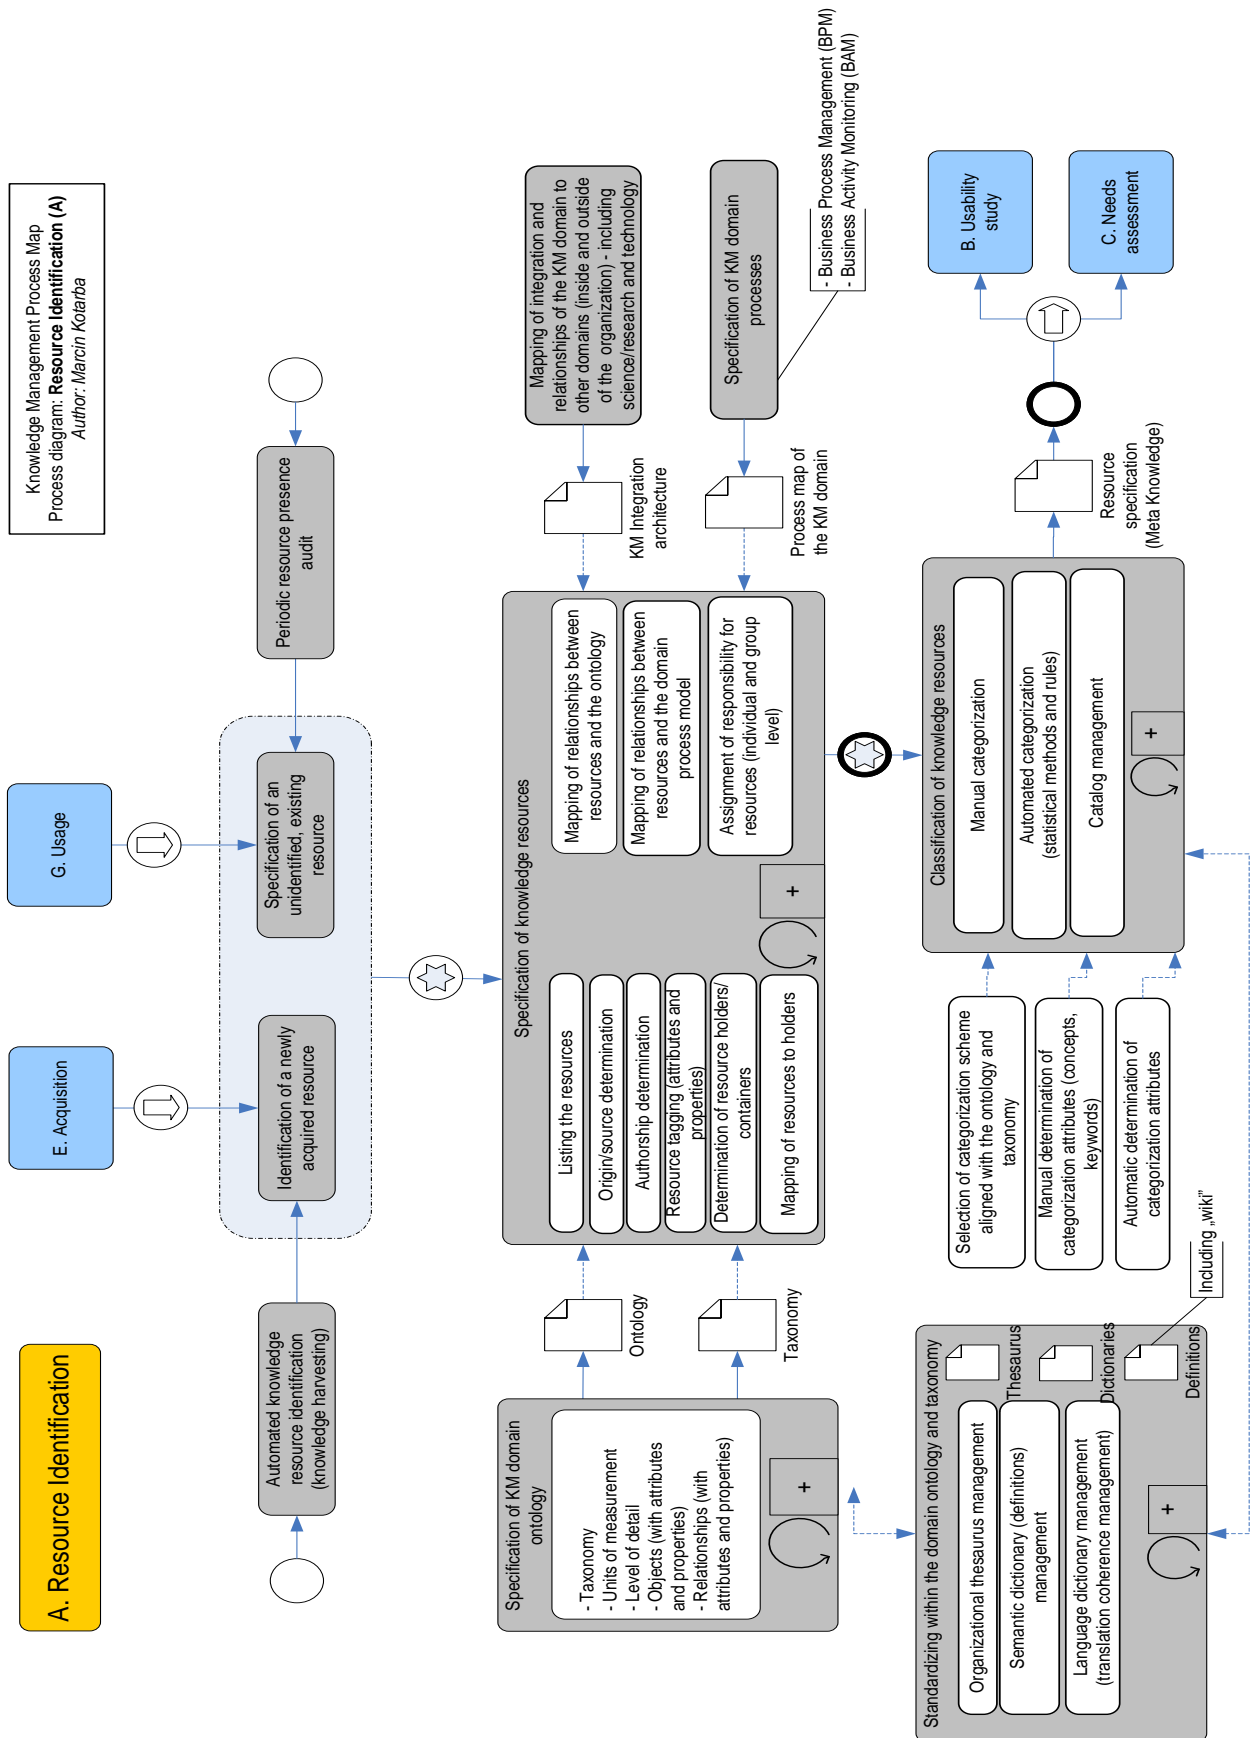 A. Resource Identification
E. Acquisition
G. Usage
Knowledge Management Process Map
Process diagram: Resource Identification (A)
Author: Marcin Kotarba
Automated knowledge
resource identification
(knowledge harvesting)
Identification of a newly
acquired resource
Specification of an
unidentified, existing
resource
Periodic resource presence
audit
Specification of KM domain
ontology
- Taxonomy
- Units of measurement
- Level of detail
- Objects (with attributes
and properties)
- Relationships (with
attributes and properties)
+
Ontology
Taxonomy
Specification of knowledge resources
Listing the resources
Origin/source determination
Authorship determination
Resource tagging (attributes and
properties)
Determination of resource holders/
containers
Mapping of resources to holders
+
Mapping of relationships between
resources and the ontology
Mapping of relationships between
resources and the domain
process model
Assignment of responsibility for
resources (individual and group
level)
KM Integration
architecture
Process map of
the KM domain
Mapping of integration and
relationships of the KM domain to
other domains (inside and outside
of the organization) - including
science/research and technology
Specification of KM domain
processes
- Business Process Management (BPM)
- Business Activity Monitoring (BAM)
Standardizing within the domain ontology and taxonomy
Organizational thesaurus management
Semantic dictionary (definitions)
management
Language dictionary management
(translation coherence management)
+
Thesaurus
Dictionaries
Definitions
Including „wiki”
Selection of categorization scheme
aligned with the ontology and
taxonomy
Manual determination of
categorization attributes (concepts,
keywords)
Automatic determination of
categorization attributes
Classification of knowledge resources
Manual categorization
Automated categorization
(statistical methods and rules)
Catalog management
+
Resource
specification
(Meta Knowledge)
B. Usability
study
C. Needs
assessment